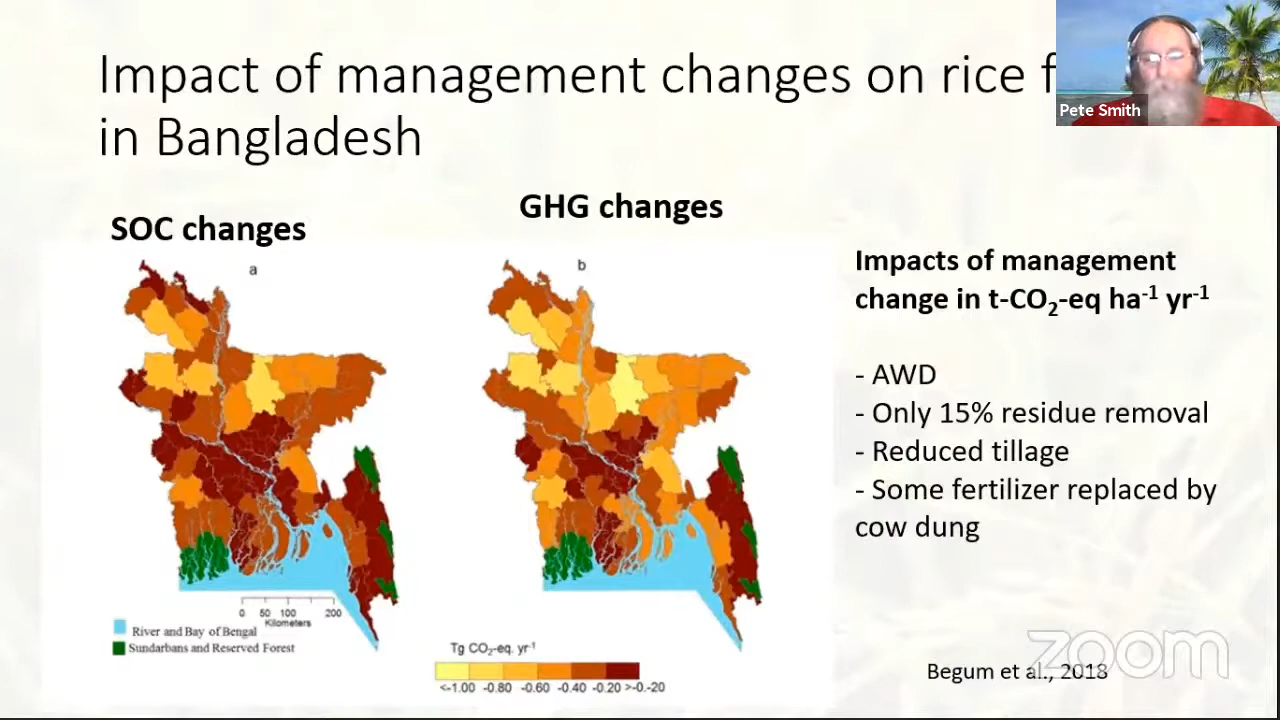 Impact of management changes on rice f
in Bangladesh
Pete Smith
SOC changes
GHG changes
a
b
Impacts of management
change in t-CO2-eq ha-1 yr-1
- AWD
- Only 15% residue removal
- Reduced tillage
- Some fertilizer replaced by
cow dung
0 50 100 200
Kilometers
River and Bay of Bengal
Sundarbans and Reserved Forest
Tg CO2-eq. yr-1
<-1.00 -0.80 -0.60 -0.40 -0.20 >-0.-20
Begum et al., 2018
zoom